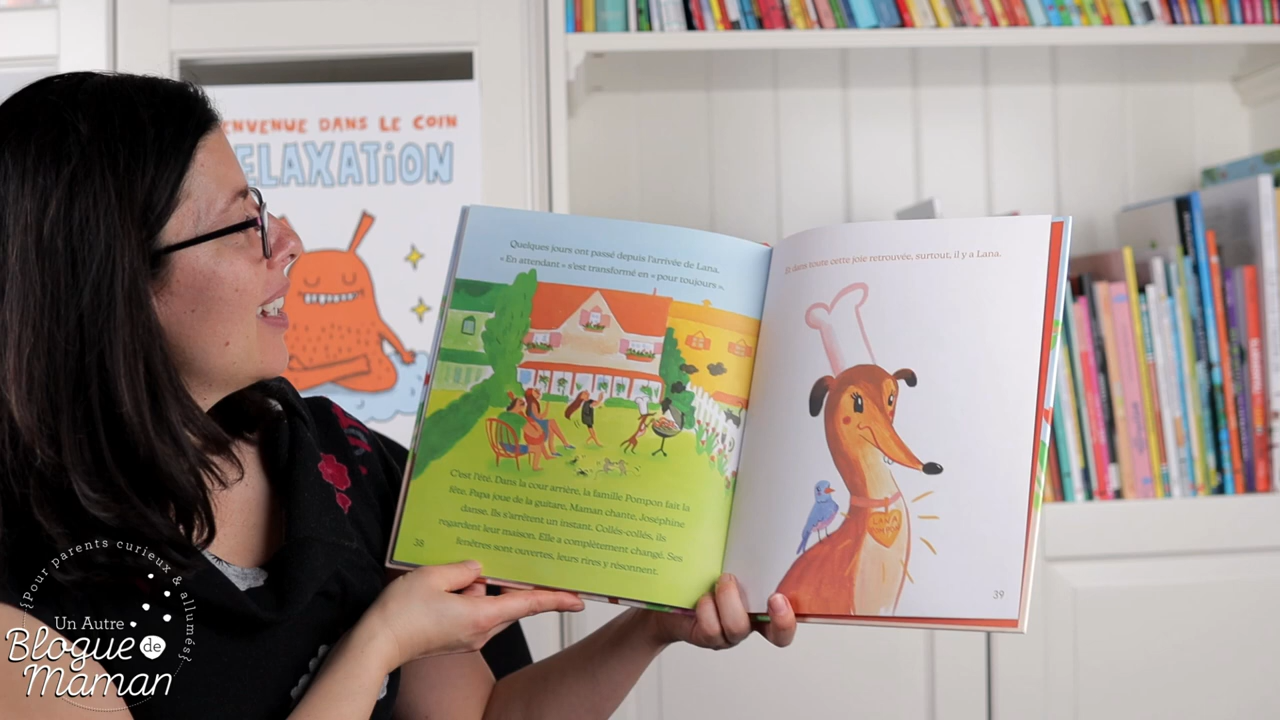 ENVENUE DANS LE COIN
ELAXATION
Quelques jours ont passé depuis l'arrivée de Lana.
« En attendant » s'est transformé en « pour toujours ».
C'est l'été. Dans la cour arrière, la famille Pompon fait la
fête. Papa joue de la guitare, Maman chante, Joséphine
danse. Ils s'arrêtent un instant. Collés-collés, ils
regardent leur maison. Elle a complètement changé. Ses
fenêtres sont ouvertes, leurs rires y résonnent.
38
Et dans toute cette joie retrouvée, surtout, il y a Lana.
LANA
39
{Pour parents curieux & allumés}
Un Autre
Blogue de
Maman